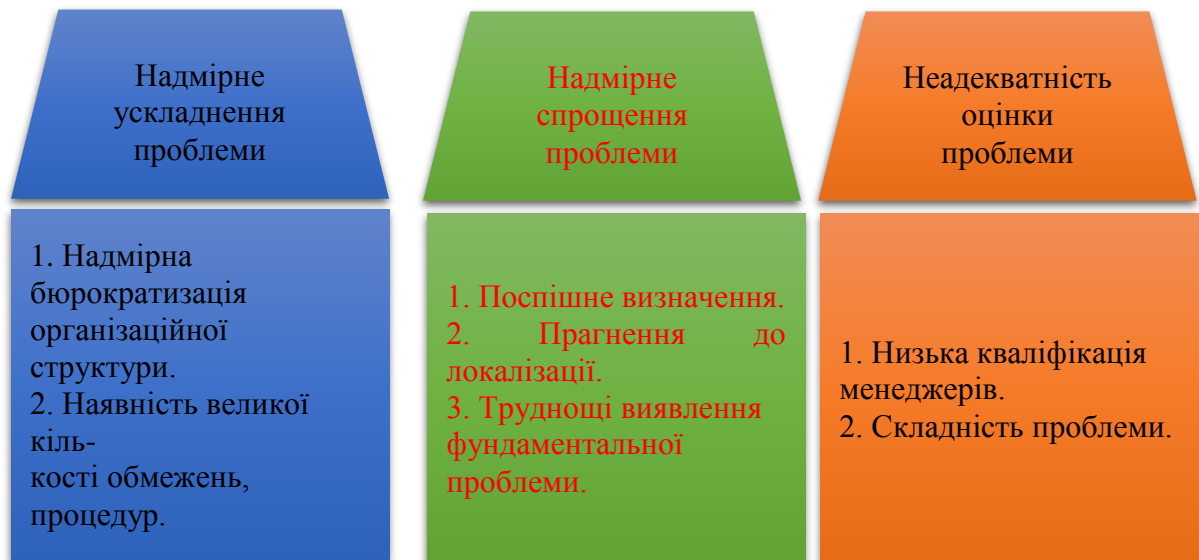 Надмірне
ускладнення
проблеми
1. Надмірна
бюрократизація
організаційної
структури.
2. Наявність великої
кіль-
кості обмежень,
процедур.
Надмірне
спрощення
проблеми
1. Поспішне визначення.
2. Прагнення до
локалізації.
3. Труднощі виявлення
фундаментальної
проблеми.
Неадекватність
оцінки
проблеми
1. Низька кваліфікація
менеджерів.
2. Складність проблеми.